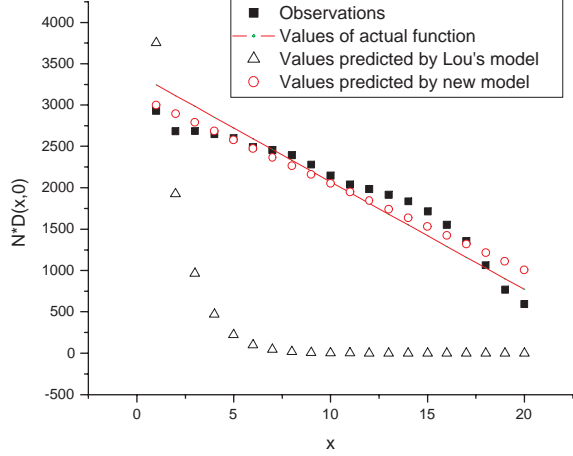 Observations
Values of actual function
Values predicted by Lou's model
Values predicted by new model
4000
3500
3000
2500
2000
1500
1000
500
0
-500
N*D(x,0)
0 5 10 15 20
x